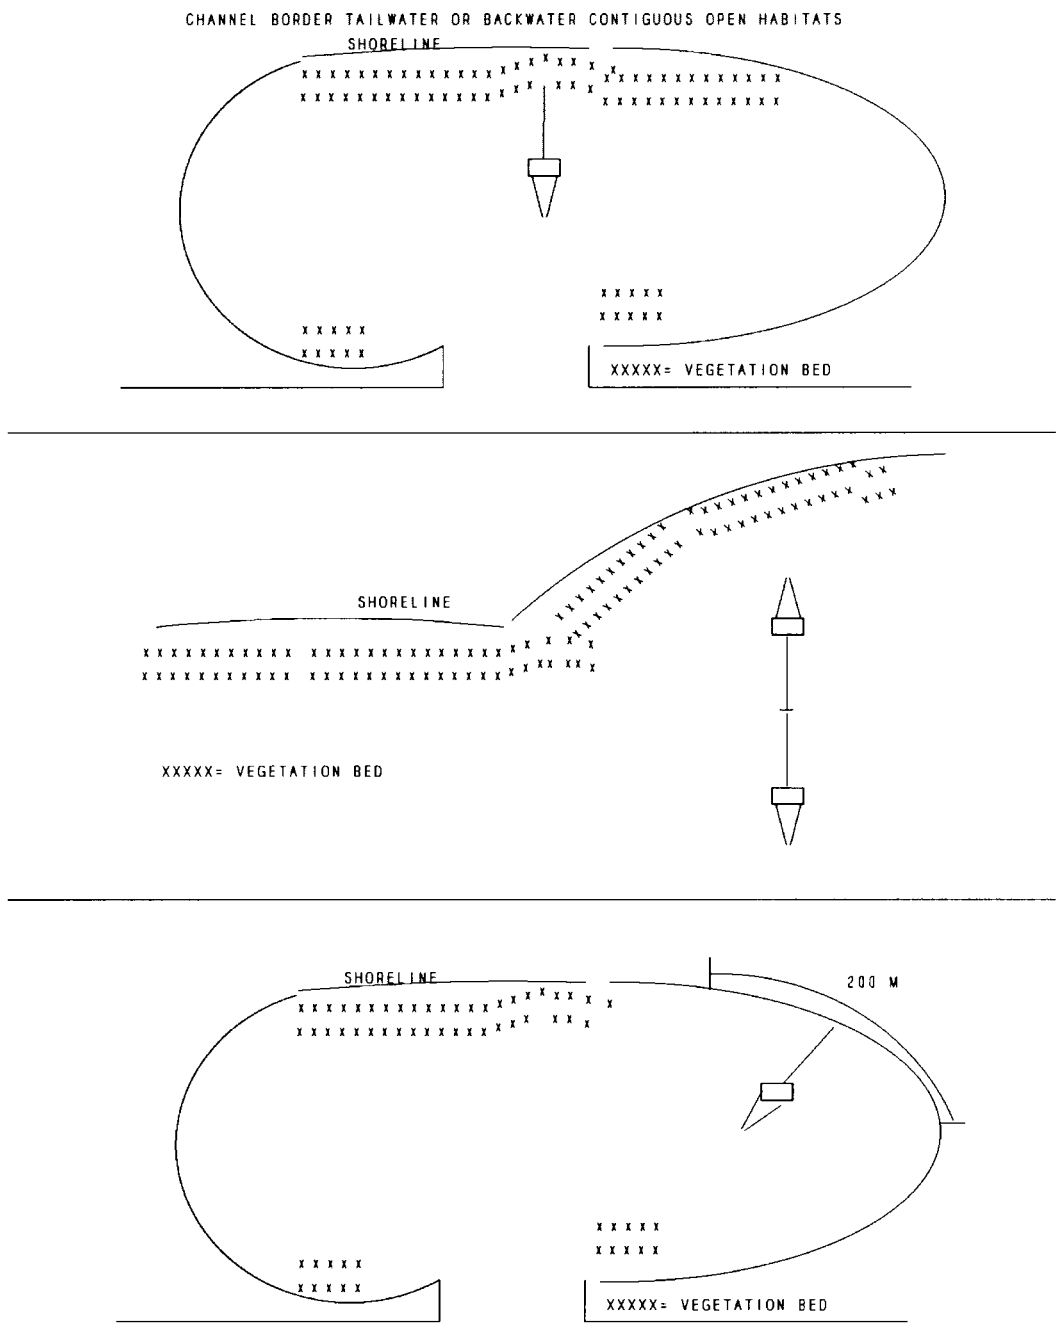 CHANNEL BORDER TAILWATER OR BACKWATER CONTIGUOUS OPEN HABITATS
SHORELINE
XXXXX= VEGETATION BED
SHORELINE
XXXXX= VEGETATION BED
SHORELINE
200 M
XXXXX= VEGETATION BED